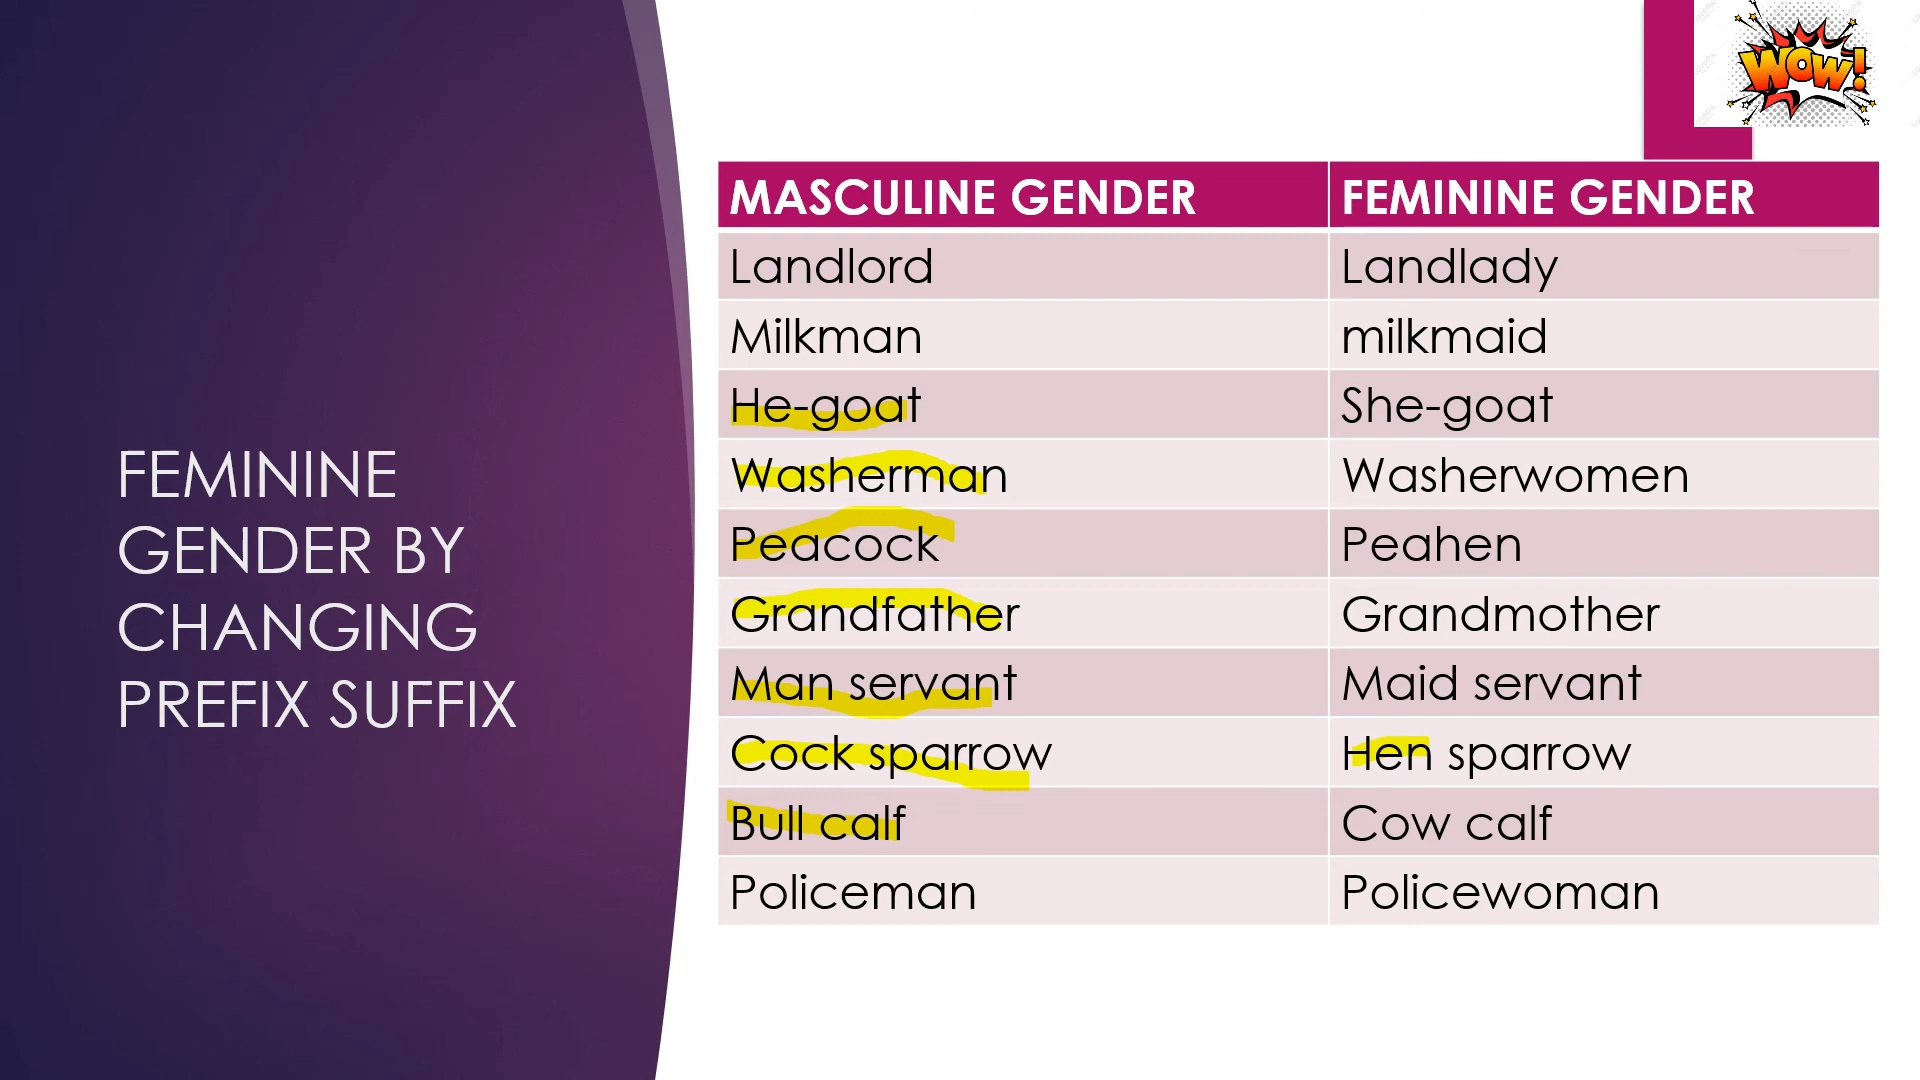 WOW!
MASCULINE GENDER FEMININE GENDER
Landlord Landlady
Milkman milkmaid
He-goat She-goat
Washerman Washerwomen
Peacock Peahen
Grandfather Grandmother
Man servant Maid servant
Cock sparrow Hen sparrow
Bull calf Cow calf
Policeman Policewoman
FEMININE
GENDER BY
CHANGING
PREFIX SUFFIX